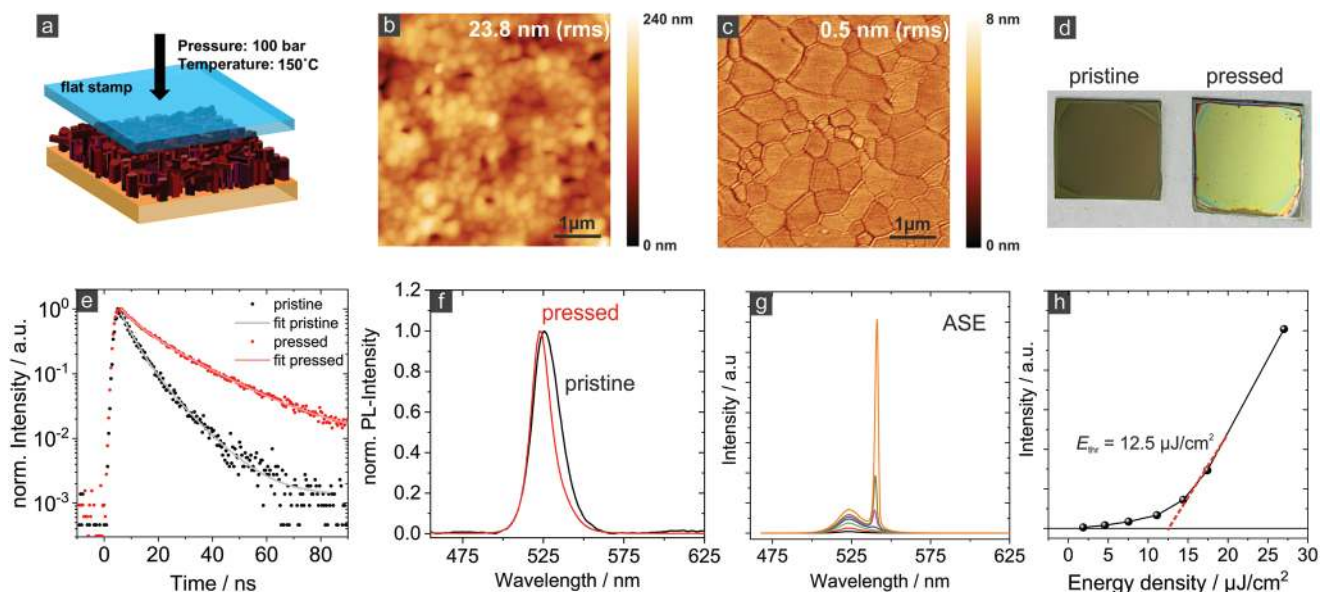 a
Pressure: 100 bar
Temperature: 150°C
flat stamp
b
23.8 nm (rms)
1µm
240 nm
0 nm
c
0.5 nm (rms)
8 nm
0 nm
d
pristine
pressed
e
norm. Intensity / a.u.
10⁰
10⁻¹
10⁻²
10⁻³
pristine
fit pristine
pressed
fit pressed
0 20 40 60 80
Time / ns
f
norm. PL-Intensity
1.2
1.0
0.8
0.6
0.4
0.2
0.0
pressed
pristine
475 525 575 625
Wavelength / nm
g
Intensity / a.u
ASE
475 525 575 625
Wavelength / nm
h
Intensity / a.u.
Eₜₕᵣ = 12.5 µJ/cm²
0 5 10 15 20 25 30
Energy density / µJ/cm²